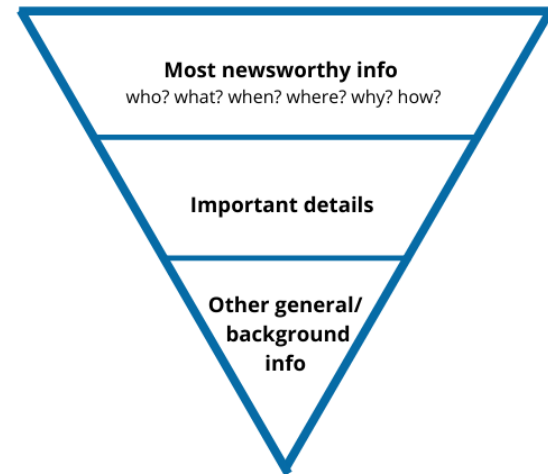 Most newsworthy info
who? what? when? where? why? how?
Important details
Other general/
background
info